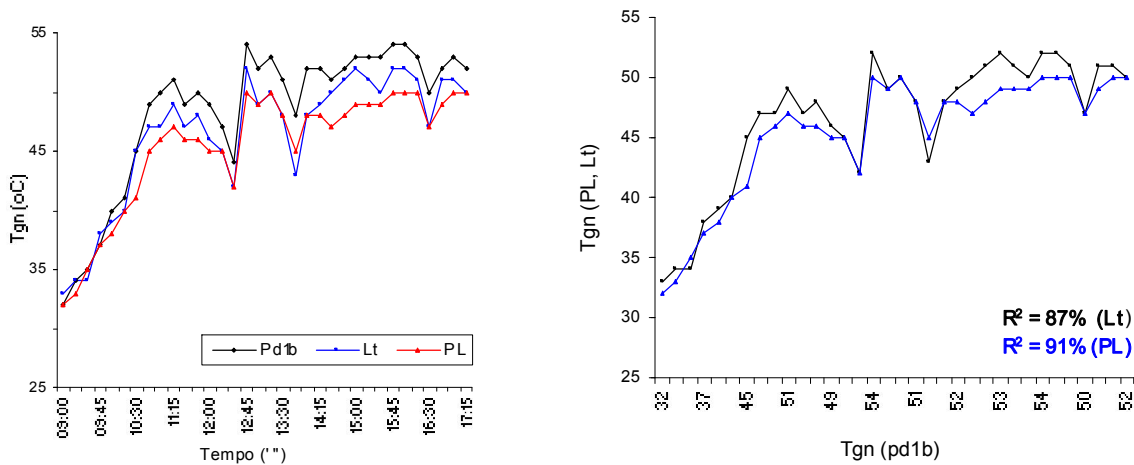 55
45
35
25
Tgn (oC)
Pd1b Lt PL
09:00 09:45 10:30 11:15 12:00 12:45 13:30 14:15 15:00 15:45 16:30 17:15
Tempo (' ")
55
50
45
40
35
30
25
Tgn (PL, Lt)
R² = 87% (Lt)
R² = 91% (PL)
32 37 45 51 49 54 51 52 53 54 50 52
Tgn (pd1b)